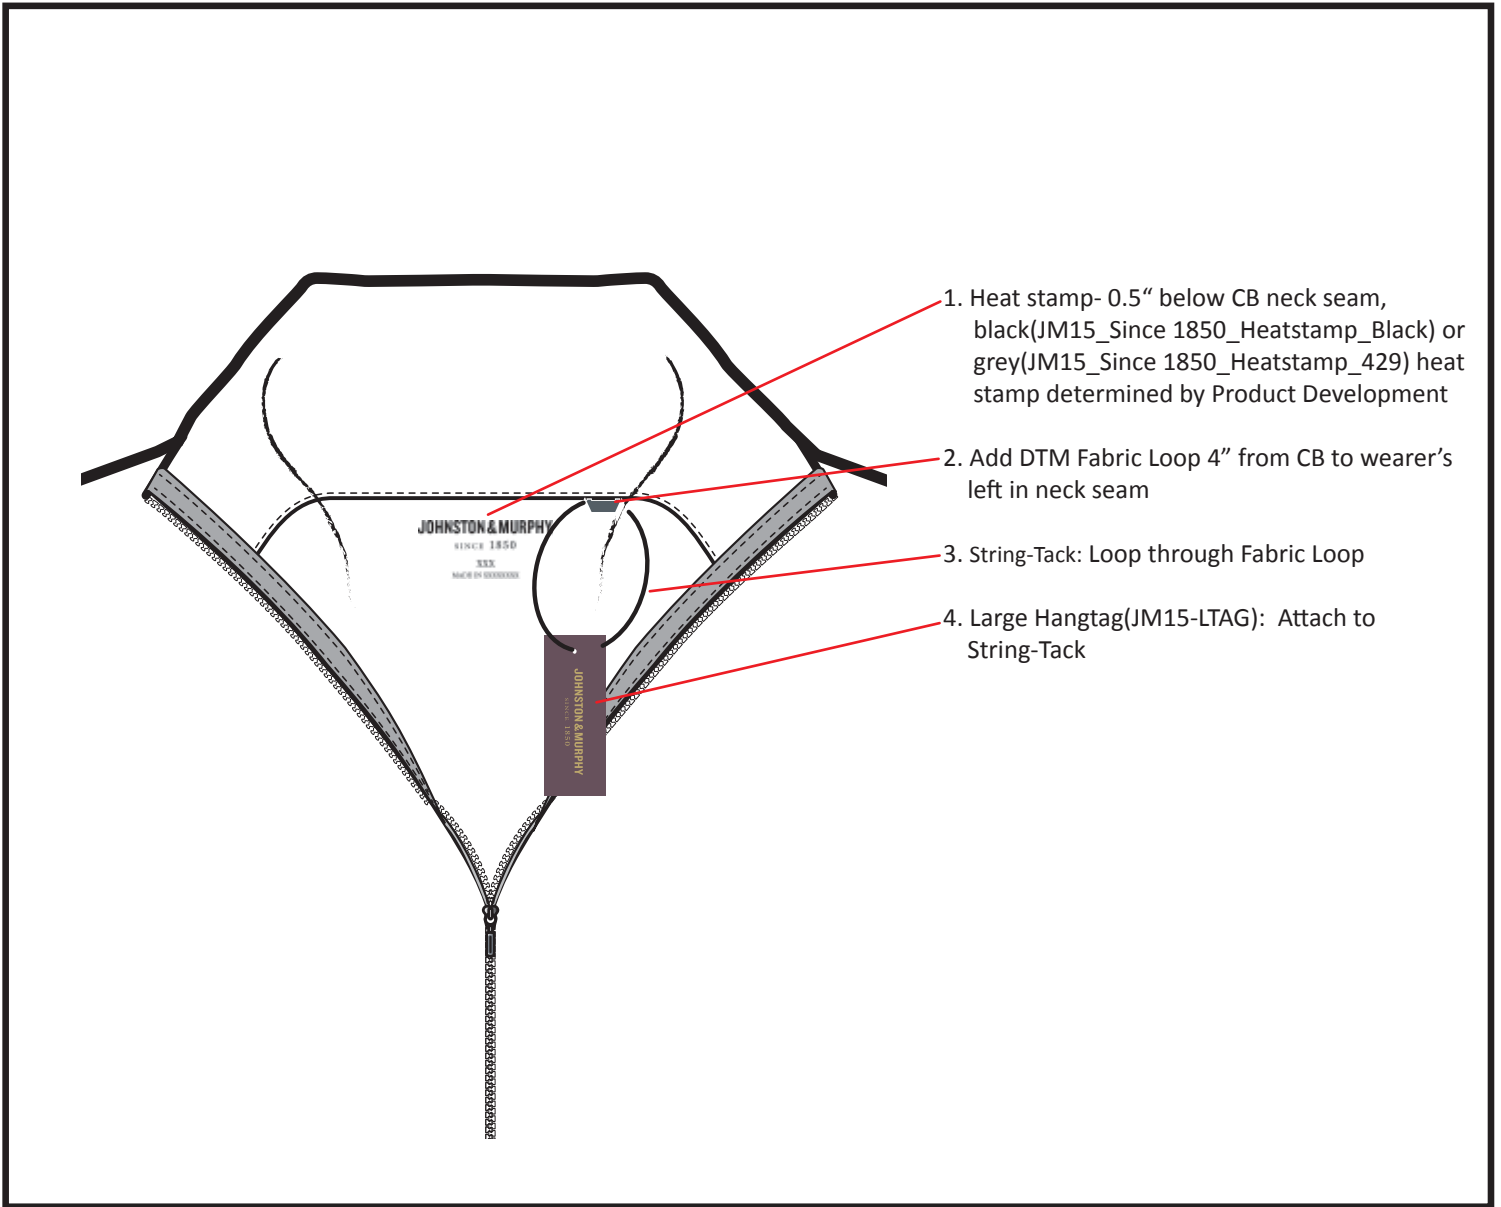 1. Heat stamp- 0.5“ below CB neck seam,
black(JM15_Since 1850_Heatstamp_Black) or
grey(JM15_Since 1850_Heatstamp_429) heat
stamp determined by Product Development
2. Add DTM Fabric Loop 4” from CB to wearer’s
left in neck seam
3. String-Tack: Loop through Fabric Loop
4. Large Hangtag(JM15-LTAG): Attach to
String-Tack
JOHNSTON & MURPHY
SINCE 1850
XXX
MADE IN XXXXXXXX
JOHNSTON & MURPHY
SINCE 1850